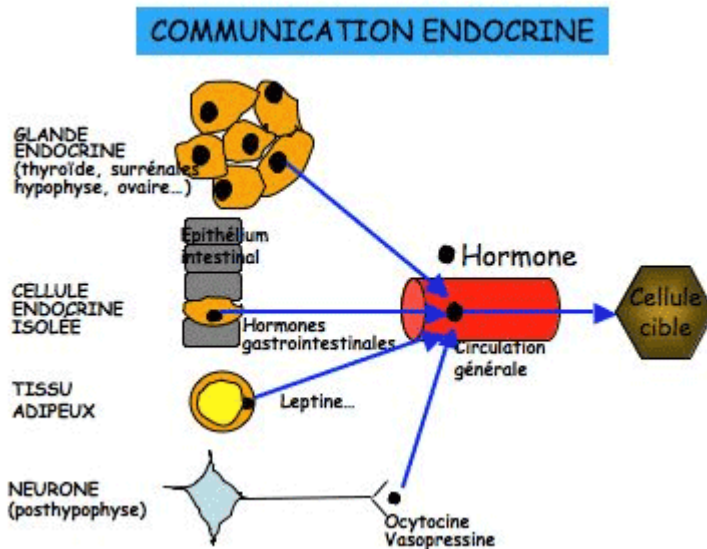 COMMUNICATION ENDOCRINE
GLANDE
ENDOCRINE
(thyroïde, surrénales
hypophyse, ovaire...)
Epithélium
intestinal
Hormone
CELLULE
ENDOCRINE
ISOLÉE
Hormones
gastrointestinales
Circulation
générale
Cellule
cible
TISSU
ADIPEUX
Leptine...
NEURONE
(posthypophyse)
Ocytocine
Vasopressine